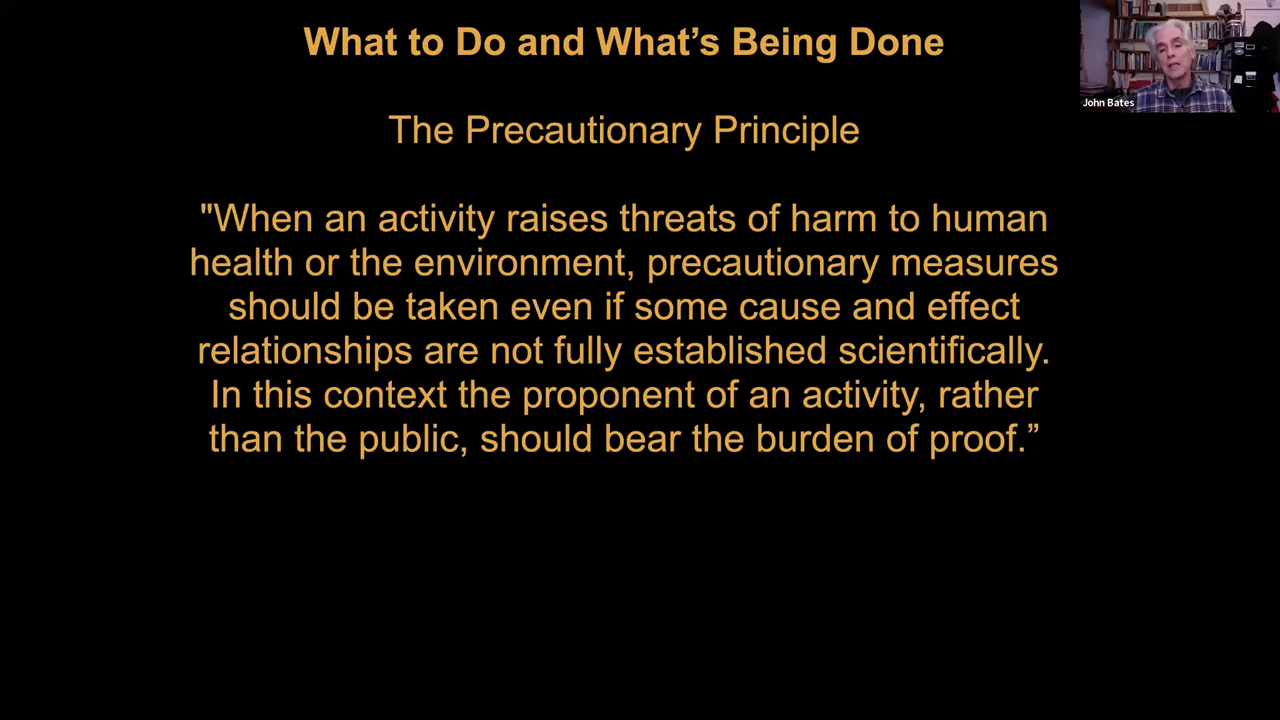 What to Do and What’s Being Done
The Precautionary Principle
"When an activity raises threats of harm to human
health or the environment, precautionary measures
should be taken even if some cause and effect
relationships are not fully established scientifically.
In this context the proponent of an activity, rather
than the public, should bear the burden of proof.”
John Bates